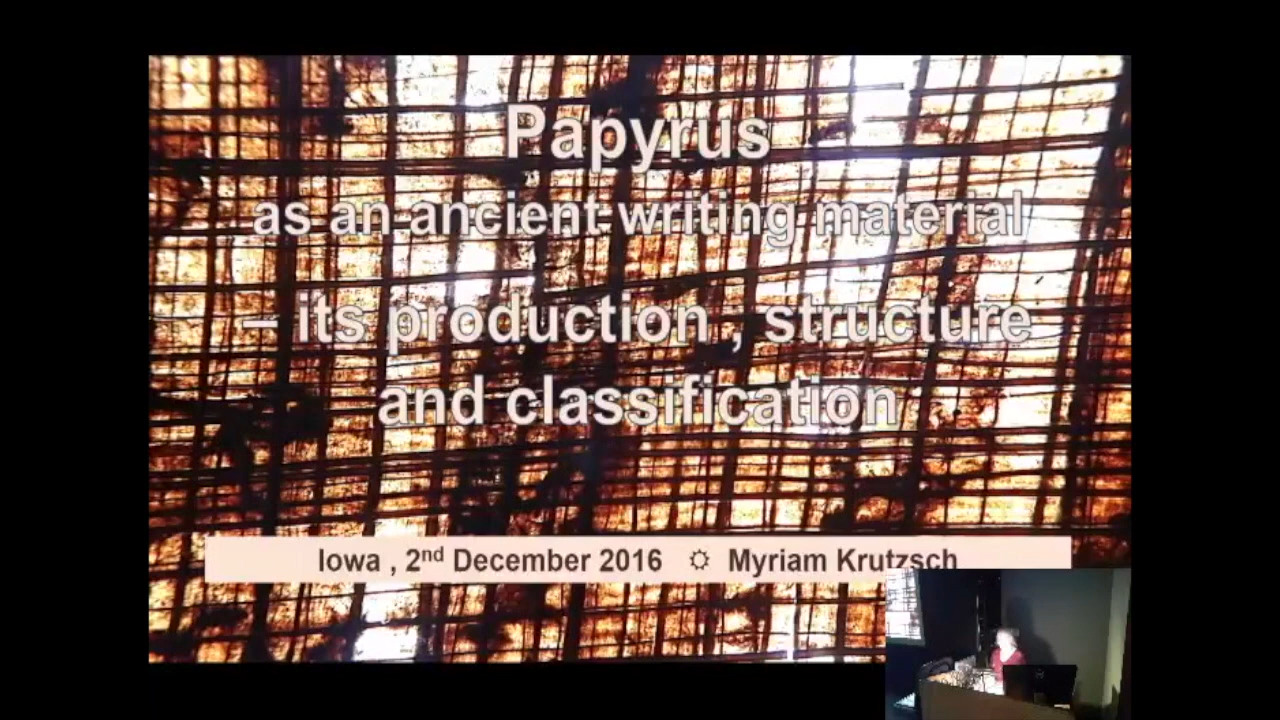 Papyrus
as an ancient writing material
– its production , structure
and classification
Iowa , 2nd December 2016 ☼ Myriam Krutzsch